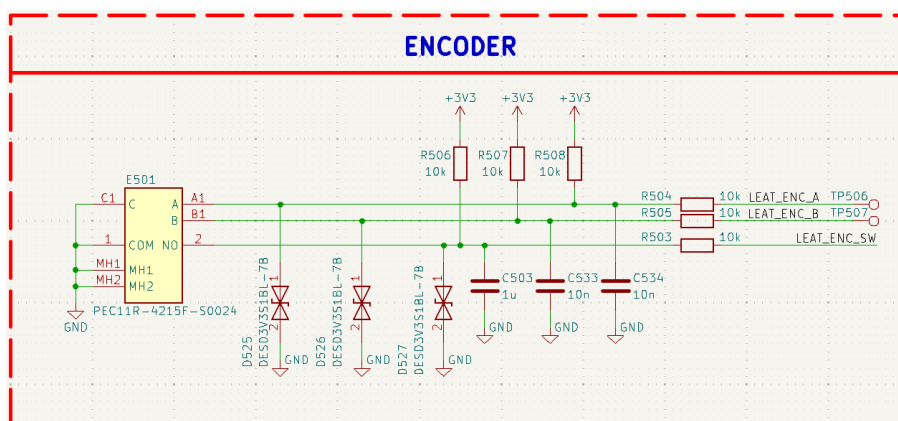 ENCODER
+3V3
+3V3
+3V3
R506
10k
R507
10k
R508
10k
E501
C1
C
A
A1
B
B1
1
COM
NO
2
MH1
MH1
MH2
MH2
PEC11R-4215F-S0024
GND
R504
10k
LEAT_ENC_A
TP506
R505
10k
LEAT_ENC_B
TP507
R503
10k
LEAT_ENC_SW
D525
DESD3V3S1BL-7B
1
2
GND
D526
DESD3V3S1BL-7B
1
2
GND
D527
DESD3V3S1BL-7B
1
2
GND
C503
1u
GND
C533
10n
GND
C534
10n
GND